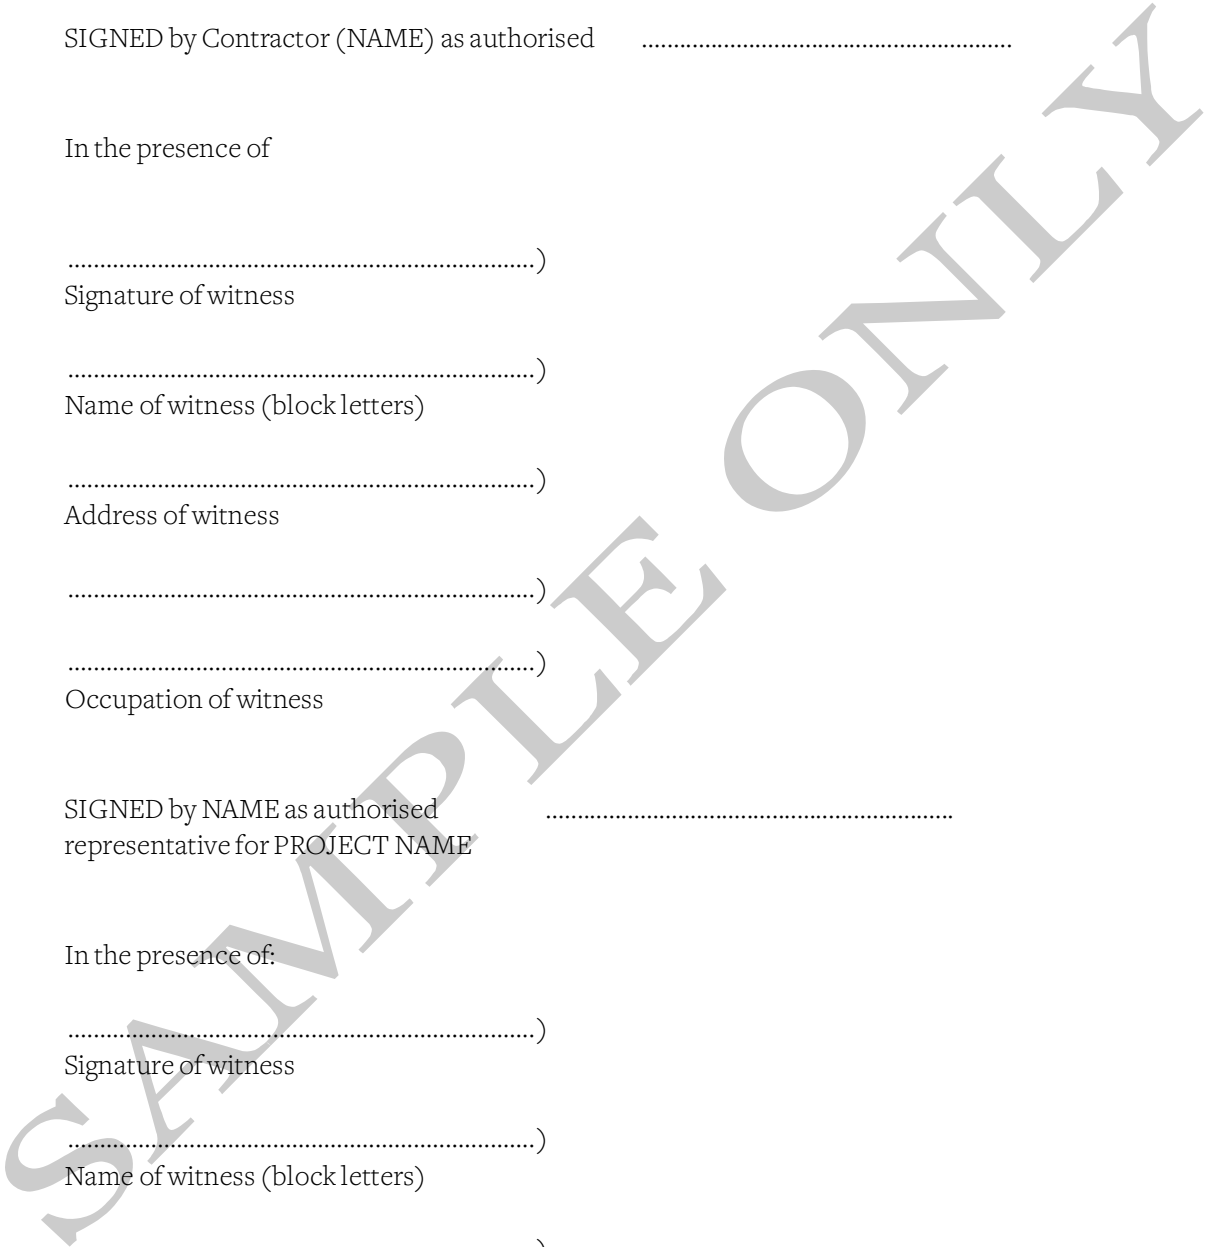 SIGNED by Contractor (NAME) as authorised ............................................................
In the presence of
...........................................................................)
Signature of witness
...........................................................................)
Name of witness (block letters)
...........................................................................)
Address of witness
...........................................................................)
...........................................................................)
Occupation of witness
SIGNED by NAME as authorised .................................................................
representative for PROJECT NAME
In the presence of:
...........................................................................)
Signature of witness
...........................................................................)
Name of witness (block letters)
...........................................................................)
SAMPLE ONLY